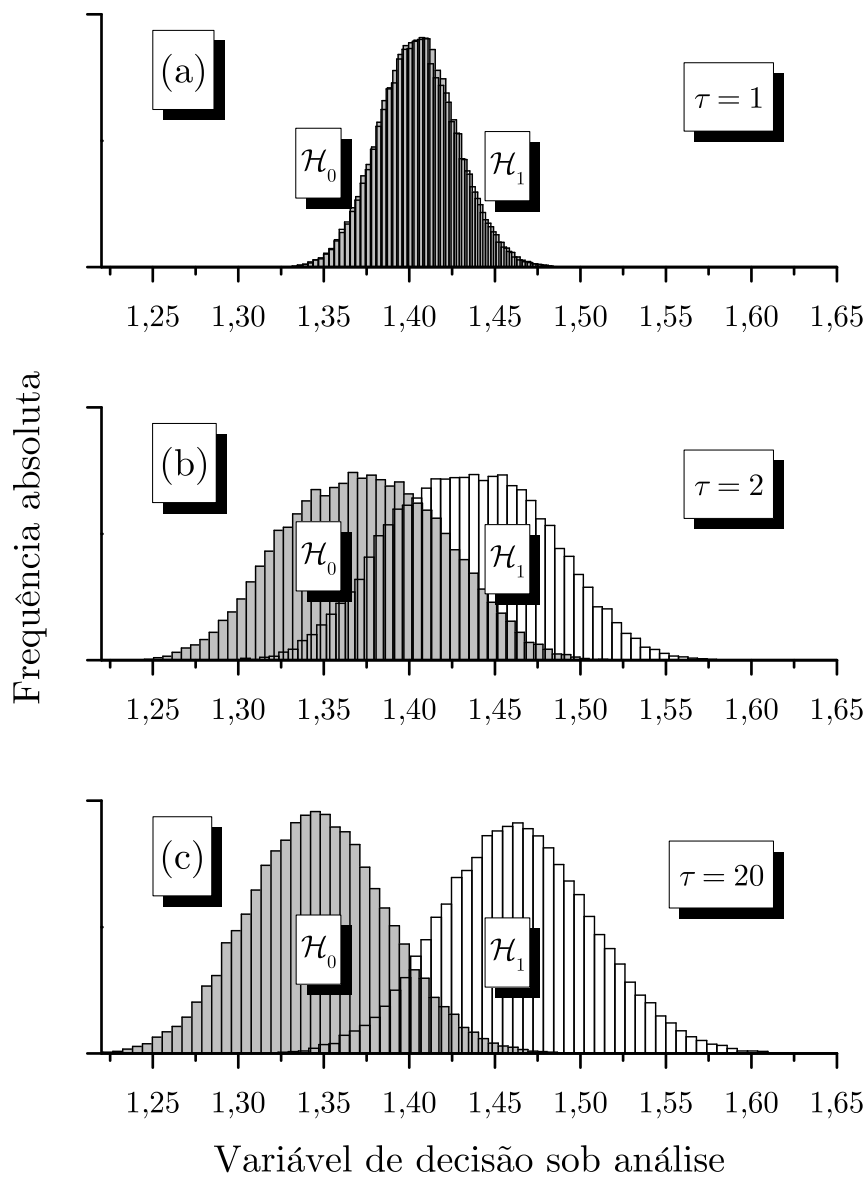 (a)
τ = 1
ℋ₀
ℋ₁
1,25 1,30 1,35 1,40 1,45 1,50 1,55 1,60 1,65
(b)
τ = 2
ℋ₀
ℋ₁
1,25 1,30 1,35 1,40 1,45 1,50 1,55 1,60 1,65
Frequência absoluta
(c)
τ = 20
ℋ₀
ℋ₁
1,25 1,30 1,35 1,40 1,45 1,50 1,55 1,60 1,65
Variável de decisão sob análise